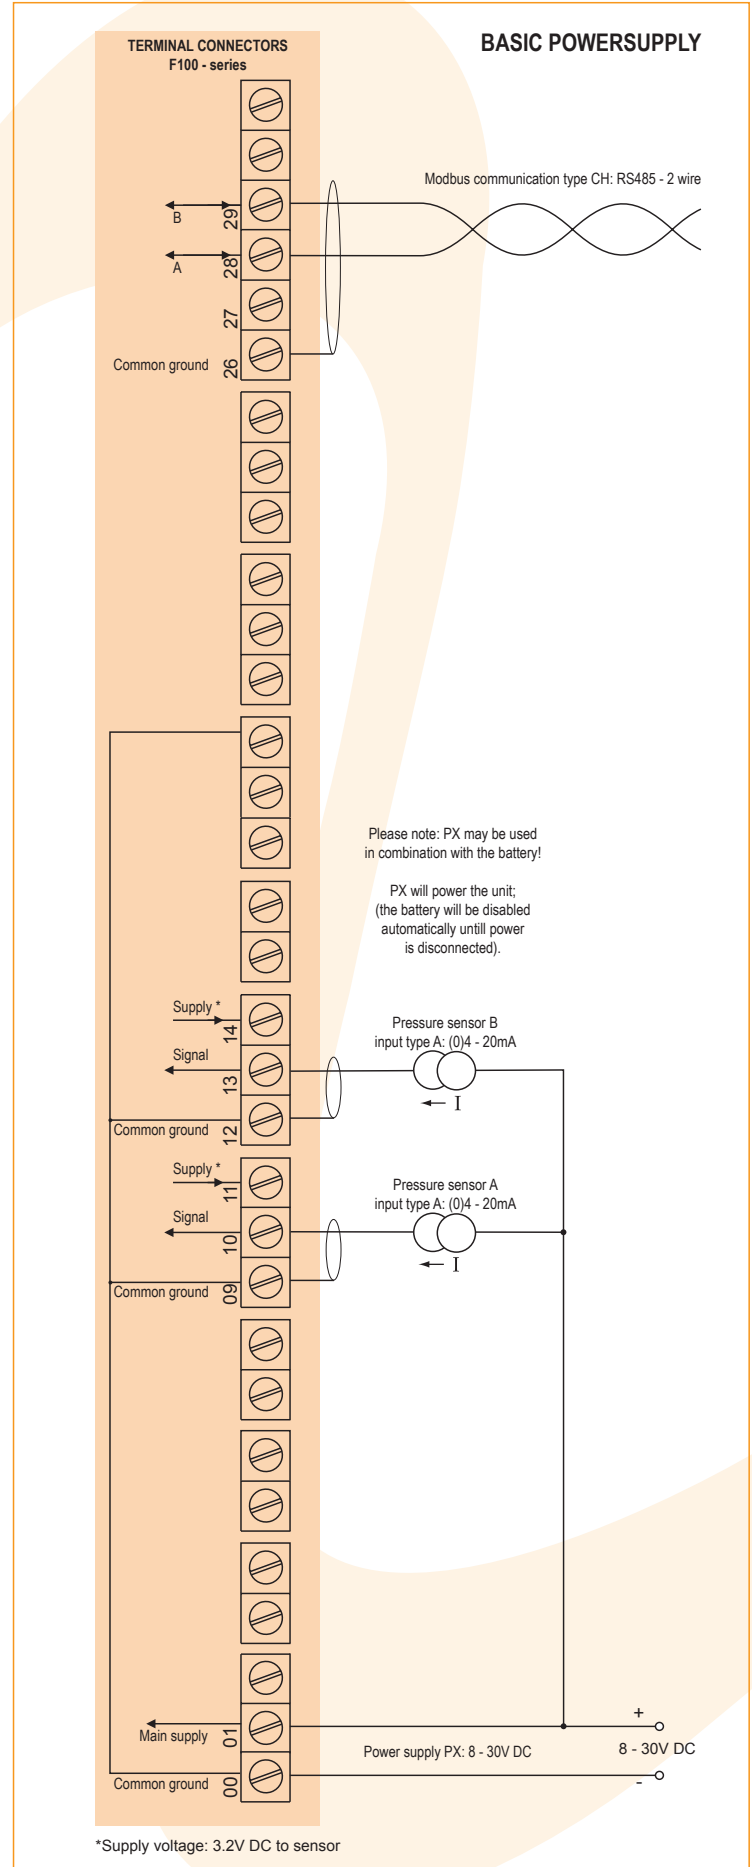 TERMINAL CONNECTORS
F100 - series
BASIC POWERSUPPLY
Modbus communication type CH: RS485 - 2 wire
B
29
A
28
27
Common ground
26
Please note: PX may be used
in combination with the battery!
PX will power the unit;
(the battery will be disabled
automatically untill power
is disconnected).
Supply *
14
Pressure sensor B
input type A: (0)4 - 20mA
Signal
13
I
Common ground
12
Supply *
11
Pressure sensor A
input type A: (0)4 - 20mA
Signal
10
I
Common ground
09
+
Main supply
01
Power supply PX: 8 - 30V DC
8 - 30V DC
Common ground
00
-
*Supply voltage: 3.2V DC to sensor